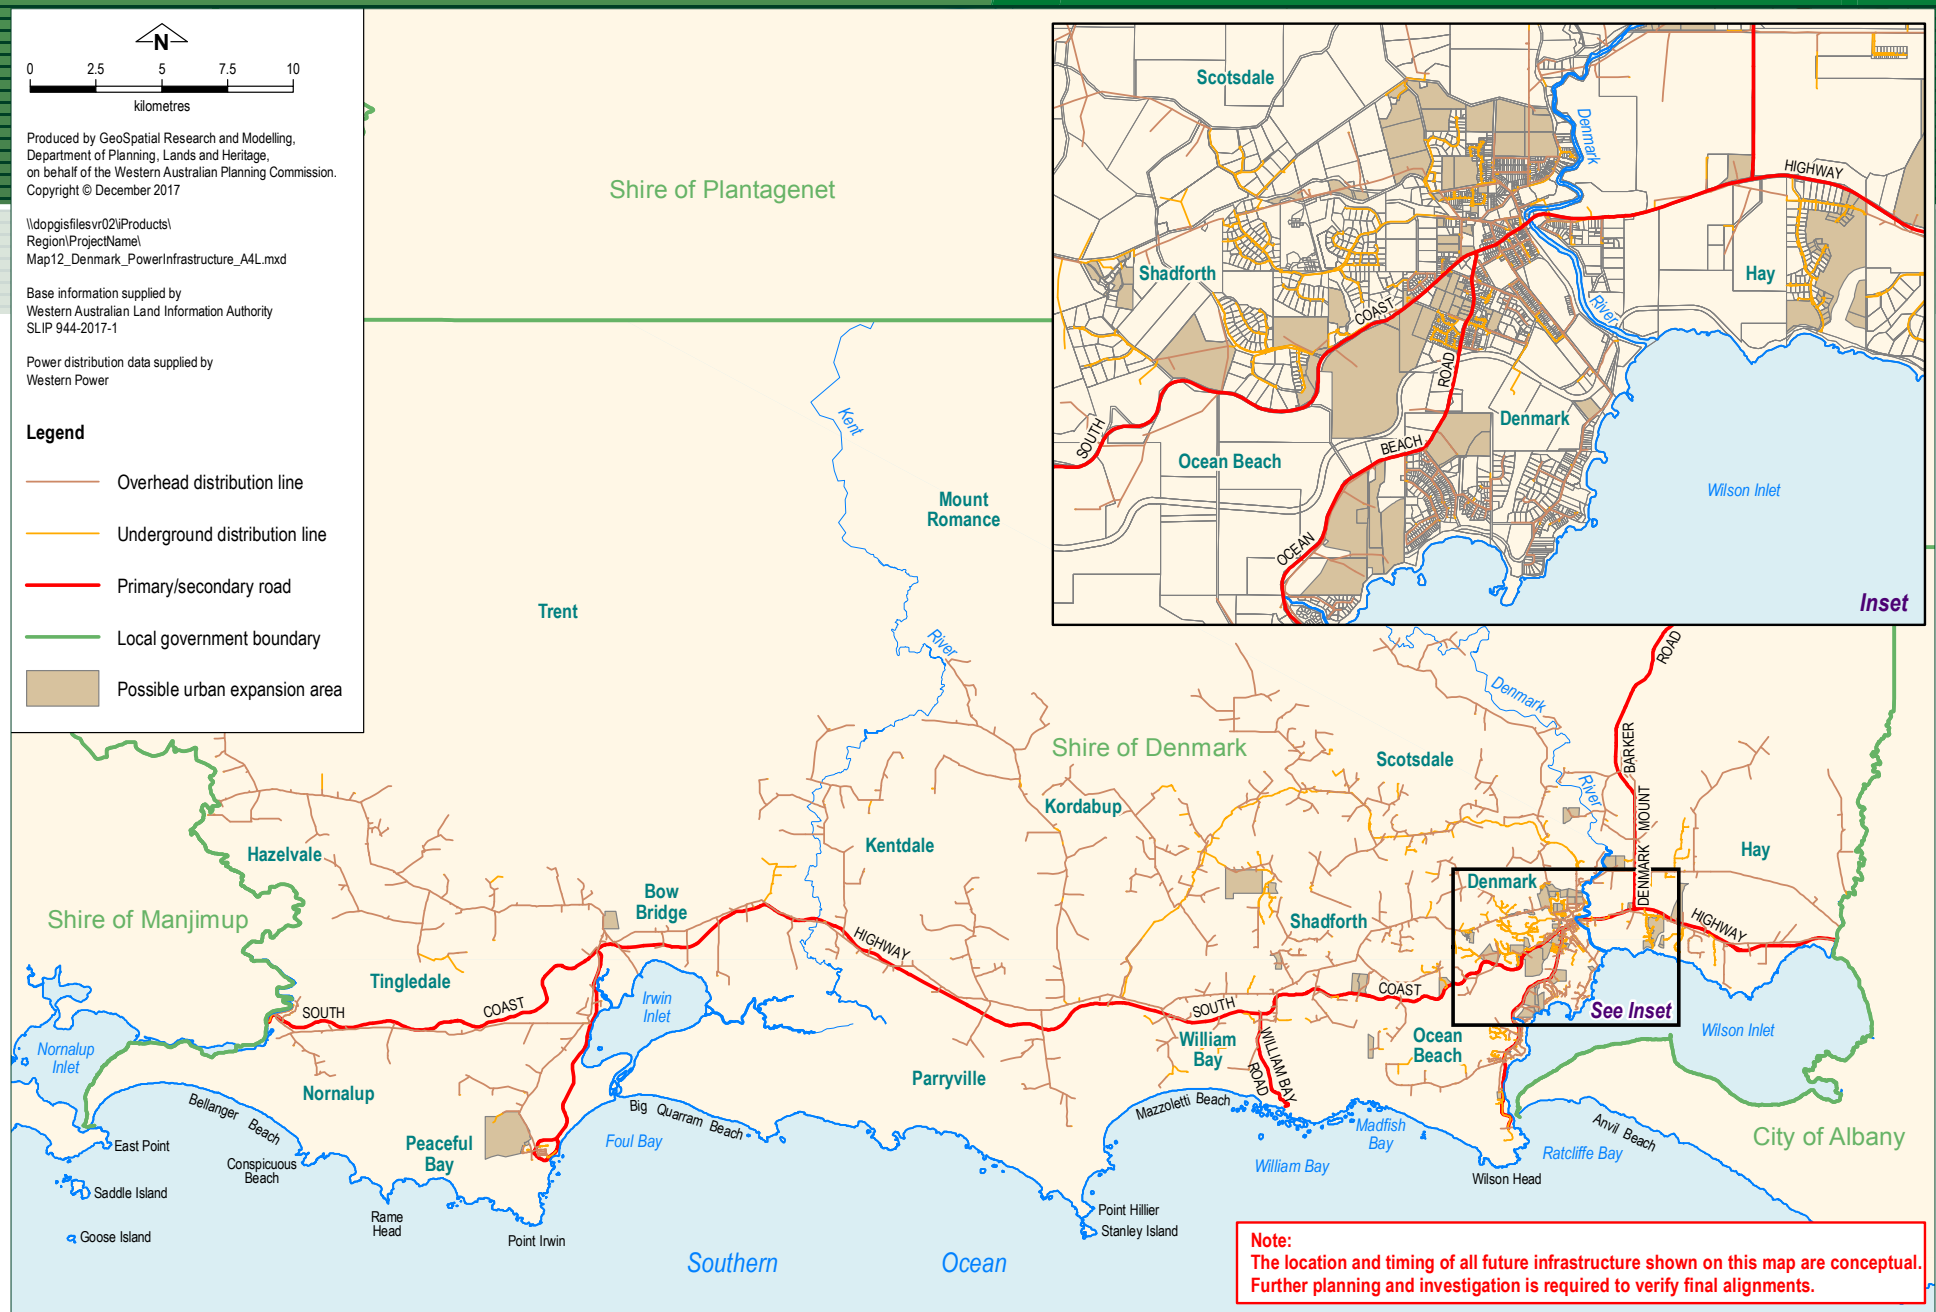 N
0 2.5 5 7.5 10
kilometres
Produced by GeoSpatial Research and Modelling,
Department of Planning, Lands and Heritage,
on behalf of the Western Australian Planning Commission.
Copyright © December 2017
\\dopgisfilesvr02\iProducts\
Region\ProjectName\
Map12_Denmark_PowerInfrastructure_A4L.mxd
Base information supplied by
Western Australian Land Information Authority
SLIP 944-2017-1
Power distribution data supplied by
Western Power
Legend
Overhead distribution line
Underground distribution line
Primary/secondary road
Local government boundary
Possible urban expansion area
Shire of Plantagenet
Kent
Mount
Romance
Trent
River
Scotsdale
Denmark
HIGHWAY
Shadforth
Hay
COAST
River
ROAD
SOUTH
BEACH
Denmark
Ocean Beach
Wilson Inlet
OCEAN
Inset
ROAD
Denmark
Shire of Denmark
Scotsdale
BARKER
River
Kordabup
MOUNT
Kentdale
Hazelvale
Hay
Bow
Bridge
Denmark
DENMARK
Shire of Manjimup
Shadforth
HIGHWAY
HIGHWAY
Tingledale
SOUTH
COAST
Irwin
Inlet
SOUTH
COAST
See Inset
Wilson Inlet
Nornalup
Inlet
William
Bay
WILLIAM BAY
ROAD
Ocean
Beach
Parryville
Nornalup
Bellanger
Beach
Big Quarram Beach
Mazzoletti Beach
Madfish
Bay
Anvil Beach
City of Albany
East Point
Peaceful
Bay
Foul Bay
Ratcliffe Bay
Conspicuous
Beach
William Bay
Wilson Head
Saddle Island
Rame
Head
Point Hillier
Stanley Island
Goose Island
Point Irwin
Southern Ocean
Note:
The location and timing of all future infrastructure shown on this map are conceptual.
Further planning and investigation is required to verify final alignments.